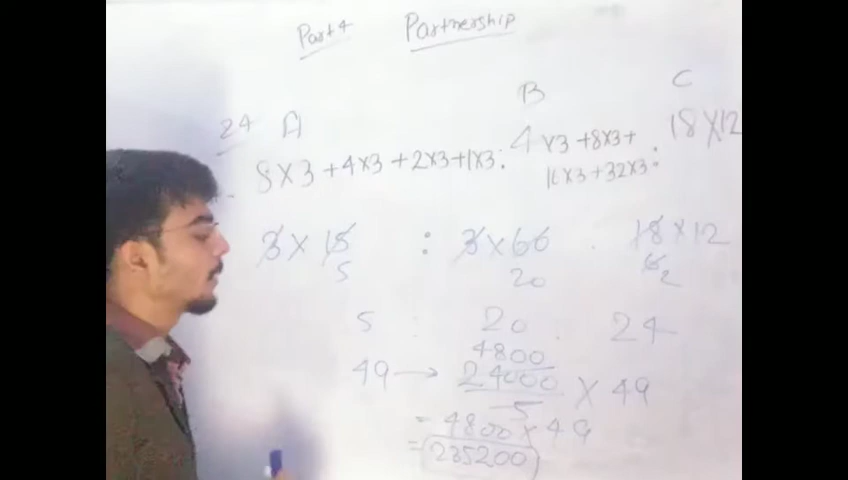 Part 4 Partnership
24 A B C
8×3+4×3+2×3+1×3: 4×3+8×3+ : 18×12
16×3+32×3
3×15 : 3×60 . 18×12
5 20 6 2
5 : 20 24
4800
49 → 24000 × 49
5
= 4800×49
= 235200